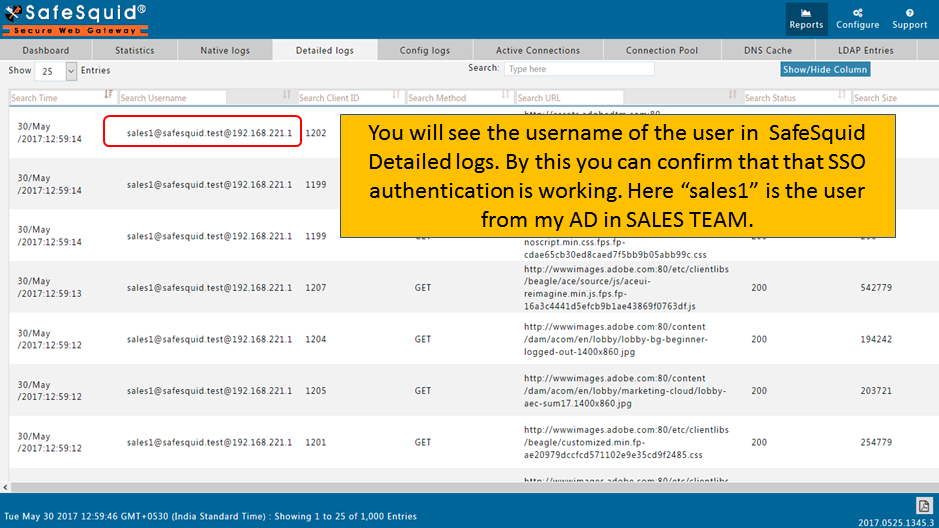 SafeSquid®
Secure Web Gateway
Reports
Configure
Support
Dashboard
Statistics
Native logs
Detailed logs
Config logs
Active Connections
Connection Pool
DNS Cache
LDAP Entries
Show 25 Entries
Search: Type here
Show/Hide Column
Search Time
Search Username
Search Client ID
Search Method
Search URL
Search Status
Search Size
30/May
/2017:12:59:14
sales1@safesquid.test@192.168.221.1
1202
You will see the username of the user in SafeSquid
Detailed logs. By this you can confirm that that SSO
authentication is working. Here “sales1” is the user
from my AD in SALES TEAM.
30/May
/2017:12:59:14
sales1@safesquid.test@192.168.221.1
1199
30/May
/2017:12:59:14
sales1@safesquid.test@192.168.221.1
1199
noscript.min.css.fps.fp-
cdae65cb30ed8caed7f5bb9b05abb99c.css
30/May
/2017:12:59:13
sales1@safesquid.test@192.168.221.1
1207
GET
http://wwwimages.adobe.com:80/etc/clientlibs
/beagle/ace/source/js/aceui-
reimagine.min.js.fps.fp-
16a3c4441d5efcb9b1ae43869f0763df.js
200
542779
30/May
/2017:12:59:12
sales1@safesquid.test@192.168.221.1
1204
GET
http://wwwimages.adobe.com:80/content
/dam/acom/en/lobby/lobby-bg-beginner-
logged-out-1400x860.jpg
200
194242
30/May
/2017:12:59:12
sales1@safesquid.test@192.168.221.1
1205
GET
http://wwwimages.adobe.com:80/content
/dam/acom/en/lobby/marketing-cloud/lobby-
aec-sum17.1400x860.jpg
200
203721
30/May
/2017:12:59:12
sales1@safesquid.test@192.168.221.1
1201
GET
http://wwwimages.adobe.com:80/etc/clientlibs
/beagle/customized.min.fp-
ae20979dccfcd571102e9e35cd9f2485.css
200
254779
Tue May 30 2017 12:59:46 GMT+0530 (India Standard Time) : Showing 1 to 25 of 1,000 Entries
2017.0525.1345.3